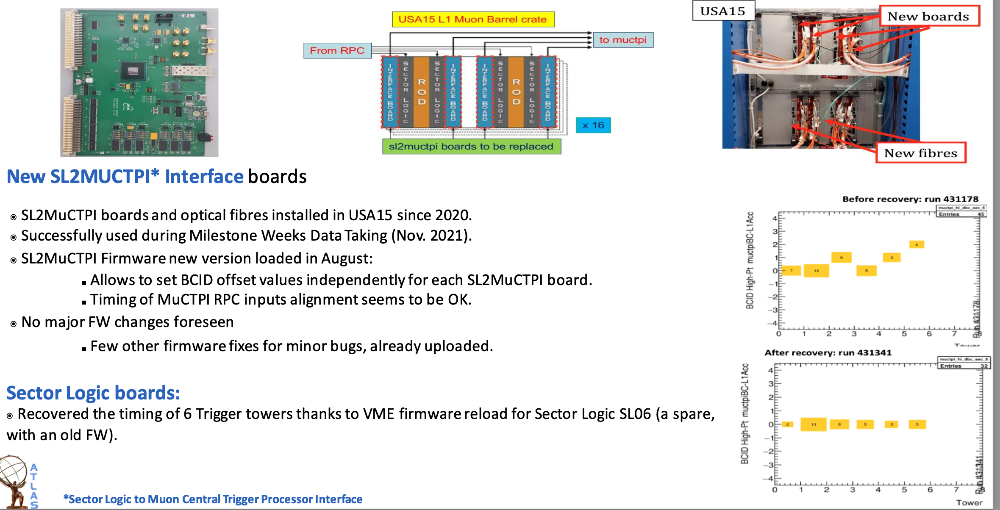 USA15 L1 Muon Barrel crate
From RPC
to muctpi
INTERFACE BOARD
SECTOR LOGIC
ROD
SECTOR LOGIC
INTERFACE BOARD
INTERFACE BOARD
SECTOR LOGIC
ROD
SECTOR LOGIC
INTERFACE BOARD
x 16
sl2muctpi boards to be replaced
USA15
New boards
New fibres
New SL2MUCTPI* Interface boards
⦿ SL2MuCTPI boards and optical fibres installed in USA15 since 2020.
⦿ Successfully used during Milestone Weeks Data Taking (Nov. 2021).
⦿ SL2MuCTPI Firmware new version loaded in August:
▪ Allows to set BCID offset values independently for each SL2MuCTPI board.
▪ Timing of MuCTPI RPC inputs alignment seems to be OK.
⦿ No major FW changes foreseen
▪ Few other firmware fixes for minor bugs, already uploaded.
Sector Logic boards:
⦿ Recovered the timing of 6 Trigger towers thanks to VME firmware reload for Sector Logic SL06 (a spare,
with an old FW).
Before recovery: run 431178
muctpi_hi_dbc_sec_6
Entries 45
BCID High-Pt muctpiBC-L1Acc
4
3
2
1
0
−1
−2
−3
−4
7
12
8
8
6
4
0 1 2 3 4 5 6 7 8
Run 431178
Tower
After recovery: run 431341
muctpi_hi_dbc_sec_6
Entries 32
BCID High-Pt muctpiBC-L1Acc
4
3
2
1
0
−1
−2
−3
−4
2
11
6
5
3
5
0 1 2 3 4 5 6 7 8
Run 431341
Tower
ATLAS
*Sector Logic to Muon Central Trigger Processor Interface